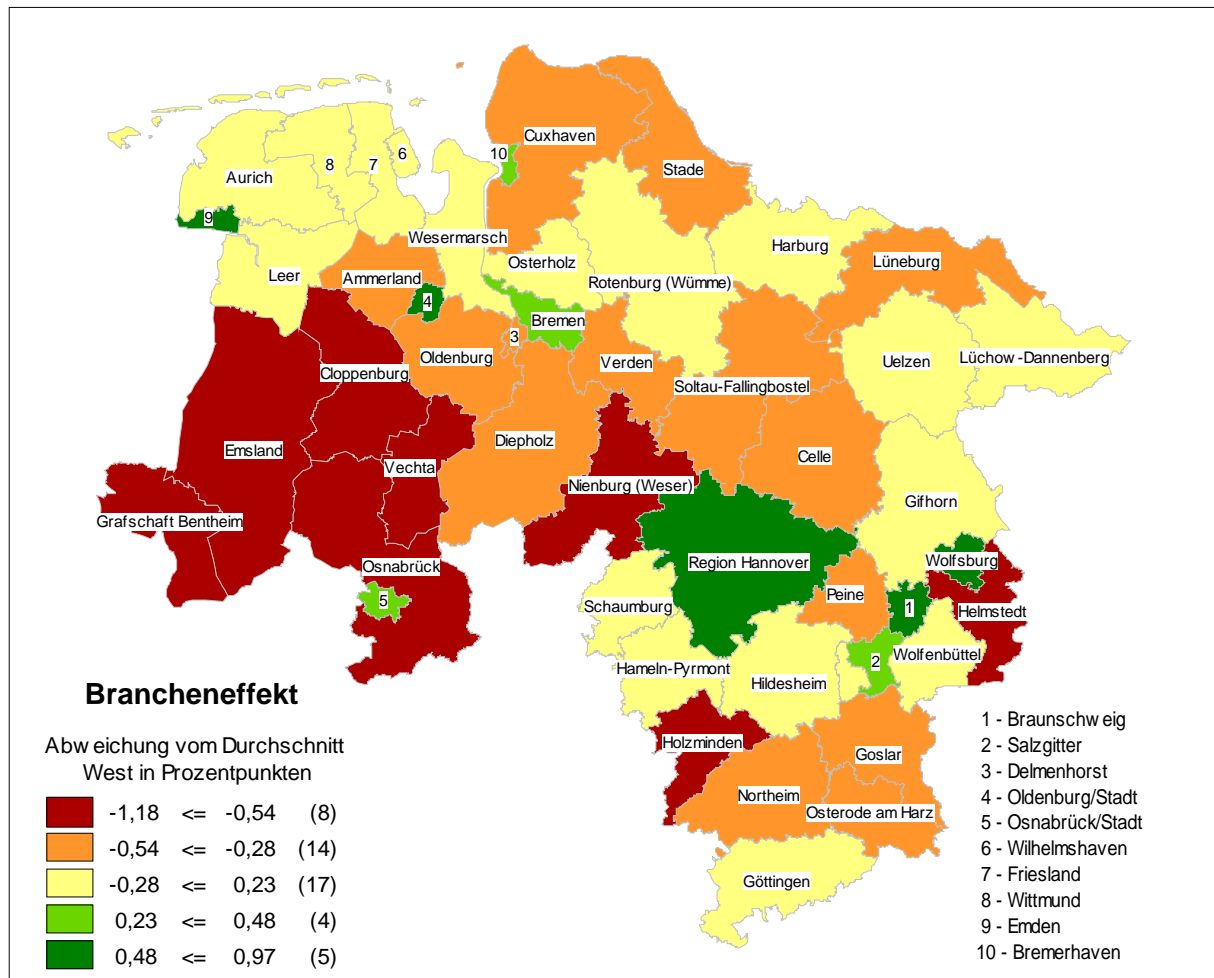 Cuxhaven
10
Stade
6
8
7
Aurich
9
Wesermarsch
Harburg
Osterholz
Lüneburg
Leer
Ammerland
Rotenburg (Wümme)
4
Bremen
3
Oldenburg
Verden
Uelzen
Lüchow-Dannenberg
Cloppenburg
Soltau-Fallingbostel
Diepholz
Emsland
Celle
Vechta
Nienburg (Weser)
Gifhorn
Grafschaft Bentheim
Region Hannover
Wolfsburg
Osnabrück
Peine
5
Schaumburg
1
Helmstedt
Wolfenbüttel
2
Hameln-Pyrmont
Hildesheim
Holzminden
Goslar
Northeim
Osterode am Harz
Göttingen
Brancheneffekt
Abweichung vom Durchschnitt
West in Prozentpunkten
-1,18 <= -0,54 (8)
-0,54 <= -0,28 (14)
-0,28 <= 0,23 (17)
0,23 <= 0,48 (4)
0,48 <= 0,97 (5)
1 - Braunschweig
2 - Salzgitter
3 - Delmenhorst
4 - Oldenburg/Stadt
5 - Osnabrück/Stadt
6 - Wilhelmshaven
7 - Friesland
8 - Wittmund
9 - Emden
10 - Bremerhaven